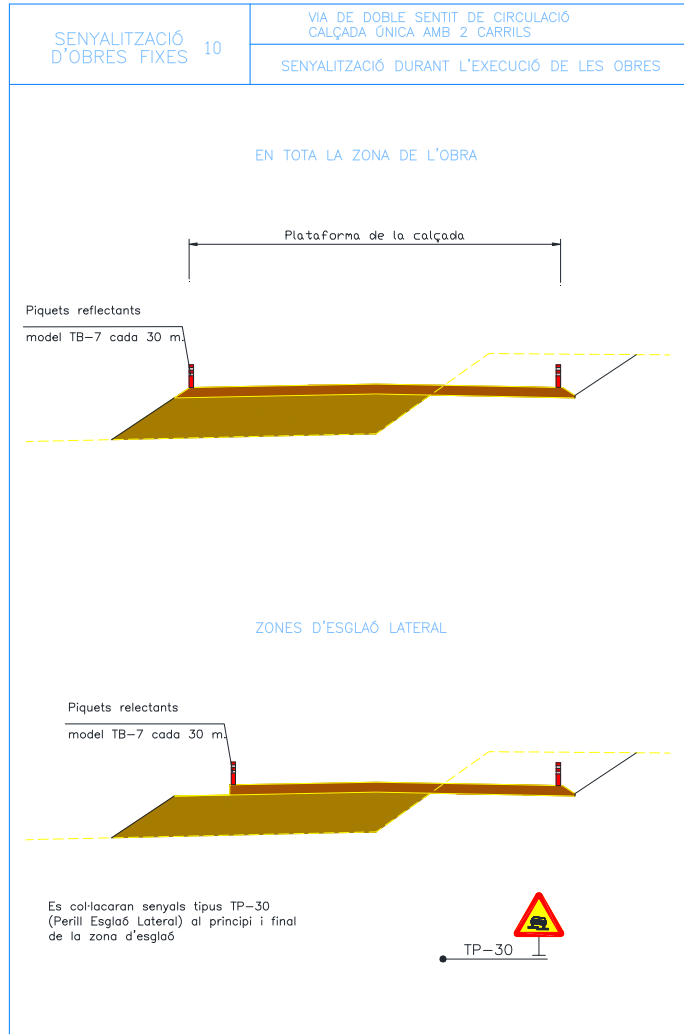 SENYALITZACIÓ
D'OBRES FIXES 10
VIA DE DOBLE SENTIT DE CIRCULACIÓ
CALÇADA ÚNICA AMB 2 CARRILS
SENYALITZACIÓ DURANT L'EXECUCIÓ DE LES OBRES
EN TOTA LA ZONA DE L'OBRA
Plataforma de la calçada
Piquets reflectants
model TB-7 cada 30 m.
ZONES D'ESGLAÓ LATERAL
Piquets relectants
model TB-7 cada 30 m.
Es col·lacaran senyals tipus TP-30
(Perill Esglaó Lateral) al principi i final
de la zona d'esglaó
TP-30